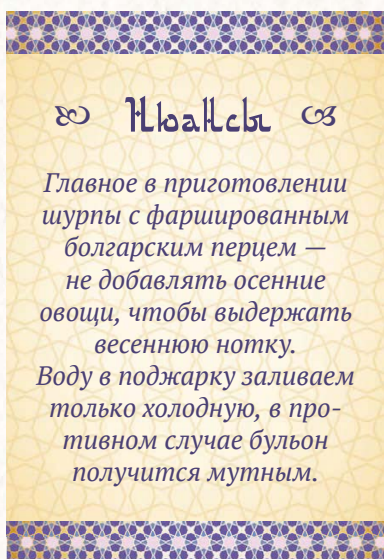 Нюансы
Главное в приготовлении
шурпы с фаршированным
болгарским перцем —
не добавлять осенние
овощи, чтобы выдержать
весеннюю нотку.
Воду в поджарку заливаем
только холодную, в про-
тивном случае бульон
получится мутным.